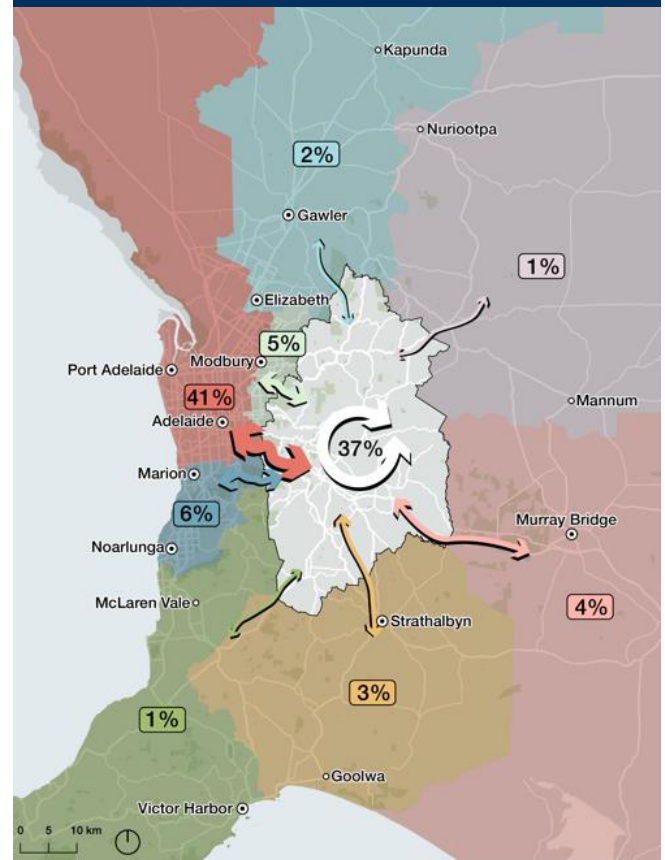 Kapunda
Nuriootpa
2%
Gawler
1%
Elizabeth
5%
Modbury
Port Adelaide
41%
Mannum
Adelaide
37%
Marion
6%
Murray Bridge
Noarlunga
McLaren Vale
4%
Strathalbyn
3%
1%
Goolwa
Victor Harbor
0 5 10 km